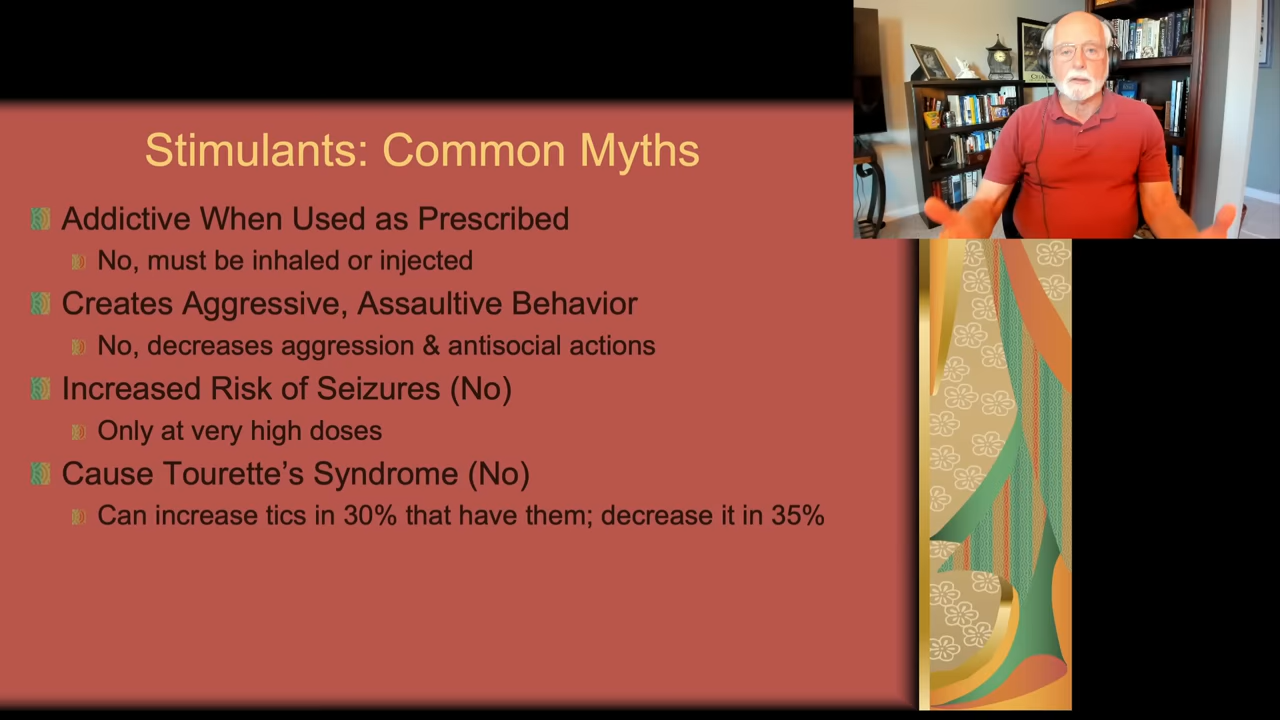 Stimulants: Common Myths
Addictive When Used as Prescribed
No, must be inhaled or injected
Creates Aggressive, Assaultive Behavior
No, decreases aggression & antisocial actions
Increased Risk of Seizures (No)
Only at very high doses
Cause Tourette’s Syndrome (No)
Can increase tics in 30% that have them; decrease it in 35%